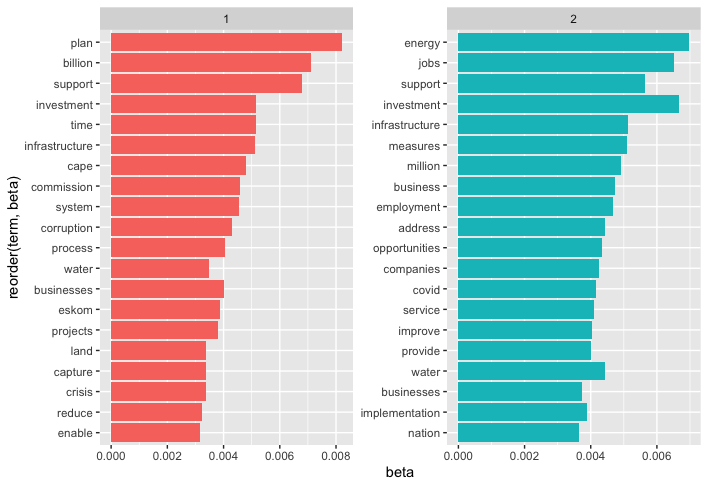 1
2
reorder(term, beta)
plan
billion
support
investment
time
infrastructure
cape
commission
system
corruption
process
water
businesses
eskom
projects
land
capture
crisis
reduce
enable
0.000 0.002 0.004 0.006 0.008
energy
jobs
support
investment
infrastructure
measures
million
business
employment
address
opportunities
companies
covid
service
improve
provide
water
businesses
implementation
nation
0.000 0.002 0.004 0.006
beta